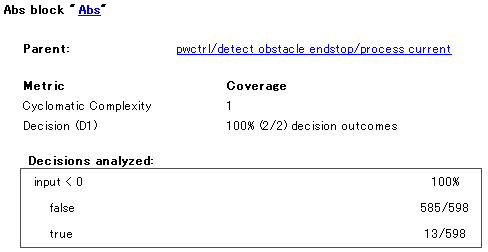 Abs block "Abs"
Parent: pwctrl/detect obstacle endstop/process current
Metric Coverage
Cyclomatic Complexity 1
Decision (D1) 100% (2/2) decision outcomes
Decisions analyzed:
input < 0 100%
false 585/598
true 13/598